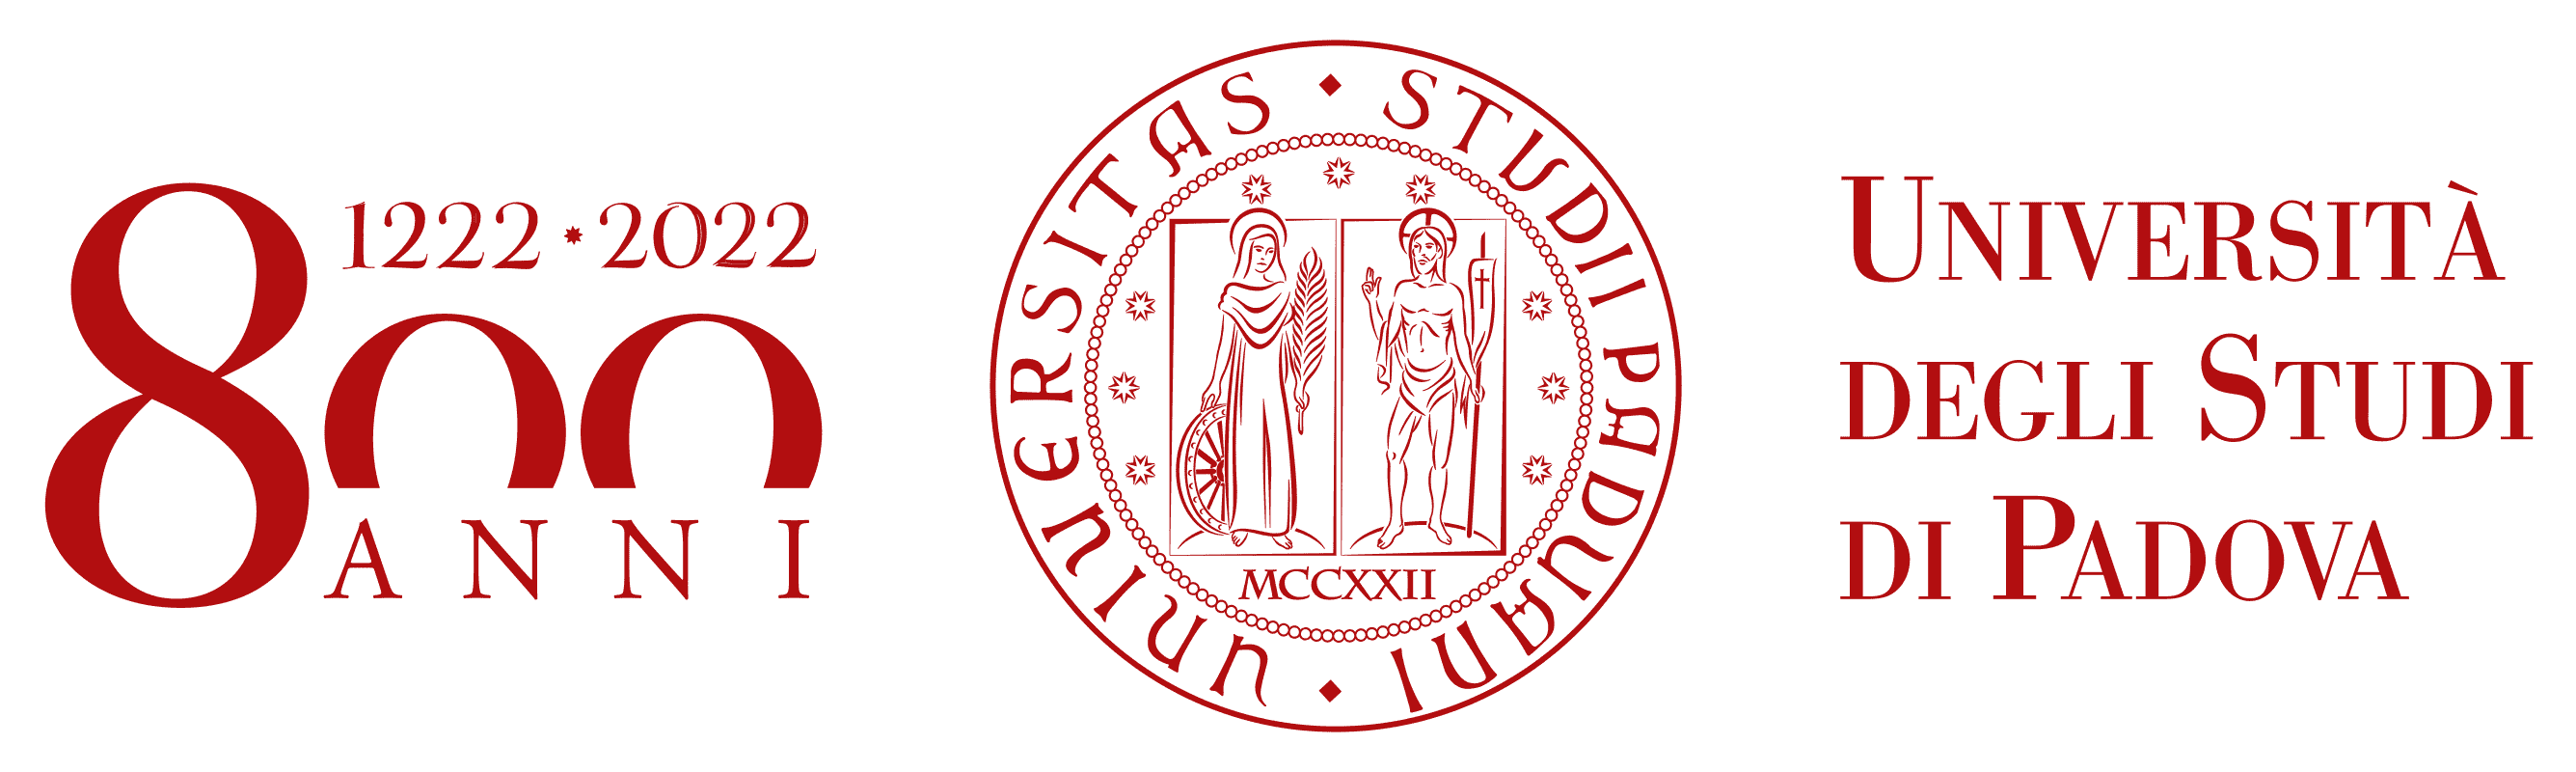 800
1222·2022
ANNI
UNIVERSITAS · STUDII PADUANI ·
MCCXXII
UNIVERSITÀ
DEGLI STUDI
DI PADOVA